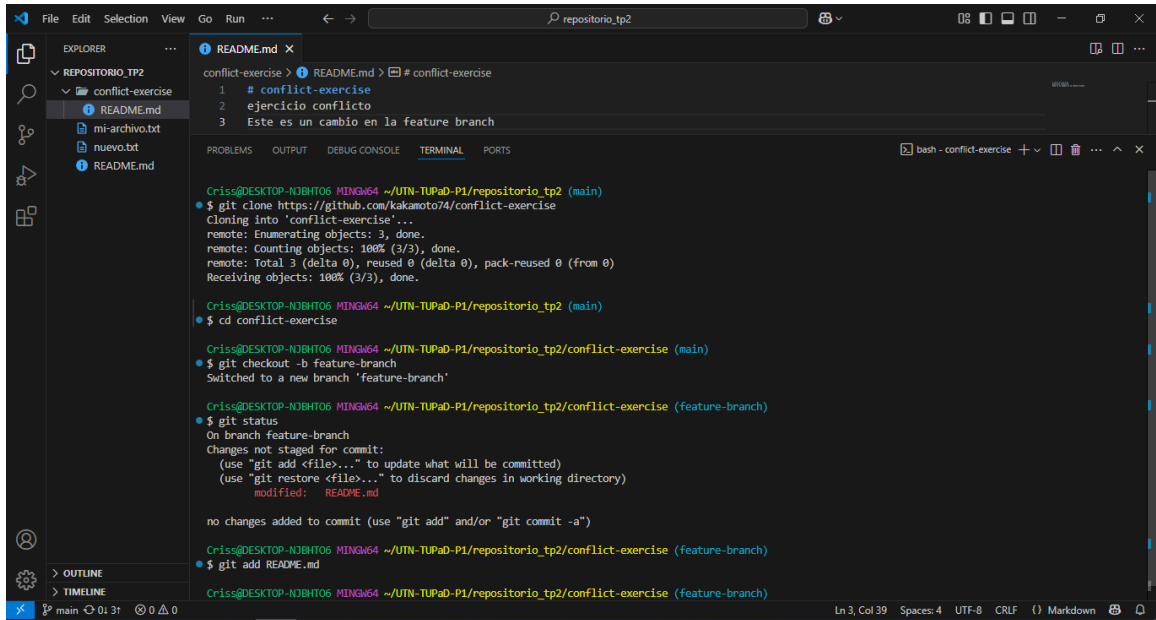 File Edit Selection View Go Run ··· ← → repositorio_tp2
EXPLORER ···
REPOSITORIO_TP2
conflict-exercise
README.md
mi-archivo.txt
nuevo.txt
README.md
OUTLINE
TIMELINE
README.md
conflict-exercise > README.md > # conflict-exercise
1 # conflict-exercise
2 ejercicio conflicto
3 Este es un cambio en la feature branch
PROBLEMS OUTPUT DEBUG CONSOLE TERMINAL PORTS bash - conflict-exercise
Criss@DESKTOP-NJBHTO6 MINGW64 ~/UTN-TUPaD-P1/repositorio_tp2 (main)
$ git clone https://github.com/kakamoto74/conflict-exercise
Cloning into 'conflict-exercise'...
remote: Enumerating objects: 3, done.
remote: Counting objects: 100% (3/3), done.
remote: Total 3 (delta 0), reused 0 (delta 0), pack-reused 0 (from 0)
Receiving objects: 100% (3/3), done.
Criss@DESKTOP-NJBHTO6 MINGW64 ~/UTN-TUPaD-P1/repositorio_tp2 (main)
$ cd conflict-exercise
Criss@DESKTOP-NJBHTO6 MINGW64 ~/UTN-TUPaD-P1/repositorio_tp2/conflict-exercise (main)
$ git checkout -b feature-branch
Switched to a new branch 'feature-branch'
Criss@DESKTOP-NJBHTO6 MINGW64 ~/UTN-TUPaD-P1/repositorio_tp2/conflict-exercise (feature-branch)
$ git status
On branch feature-branch
Changes not staged for commit:
(use "git add <file>..." to update what will be committed)
(use "git restore <file>..." to discard changes in working directory)
modified: README.md
no changes added to commit (use "git add" and/or "git commit -a")
Criss@DESKTOP-NJBHTO6 MINGW64 ~/UTN-TUPaD-P1/repositorio_tp2/conflict-exercise (feature-branch)
$ git add README.md
Criss@DESKTOP-NJBHTO6 MINGW64 ~/UTN-TUPaD-P1/repositorio_tp2/conflict-exercise (feature-branch)
main 0↓ 3↑ 0 0 Ln 3, Col 39 Spaces: 4 UTF-8 CRLF {} Markdown